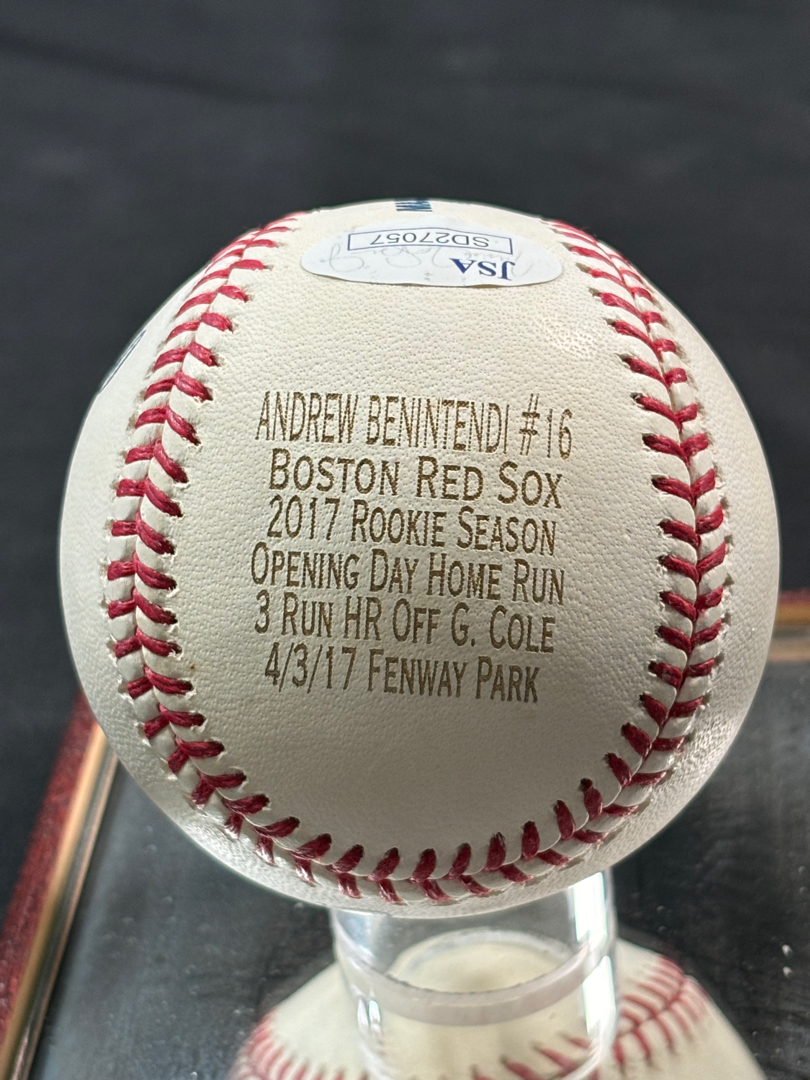 SD27057
JSA
ANDREW BENINTENDI #16
BOSTON RED SOX
2017 ROOKIE SEASON
OPENING DAY HOME RUN
3 RUN HR OFF G. COLE
4/3/17 FENWAY PARK